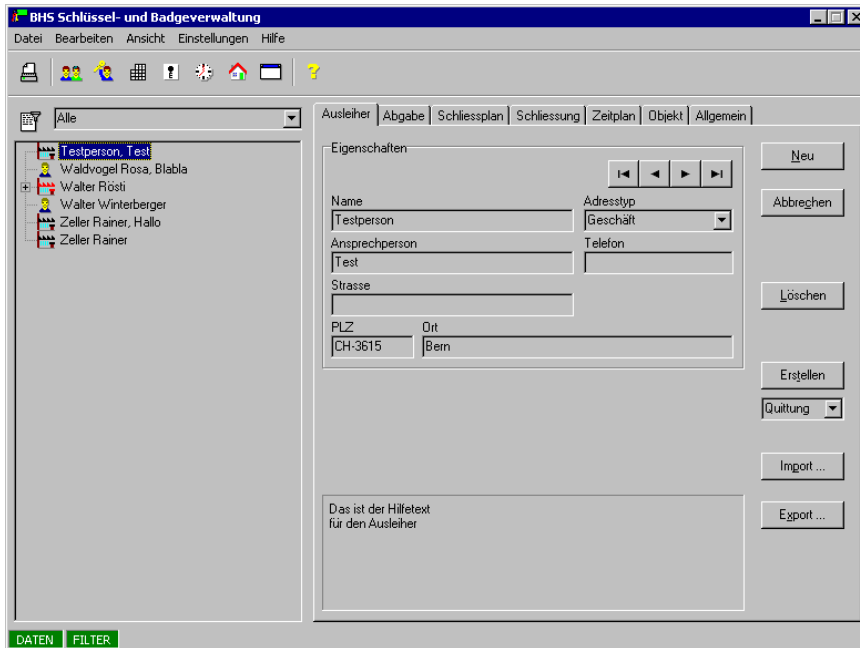 BHS Schlüssel- und Badgeverwaltung
Datei Bearbeiten Ansicht Einstellungen Hilfe
Alle
Testperson, Test
Waldvogel Rosa, Blabla
Walter Rösti
Walter Winterberger
Zeller Rainer, Hallo
Zeller Rainer
Ausleiher Abgabe Schliessplan Schliessung Zeitplan Objekt Allgemein
Eigenschaften
Name Adresstyp
Testperson Geschäft
Ansprechperson Telefon
Test
Strasse
PLZ Ort
CH-3615 Bern
Das ist der Hilfetext
für den Ausleiher
Neu
Abbrechen
Löschen
Erstellen
Quittung
Import ...
Export ...
DATEN FILTER